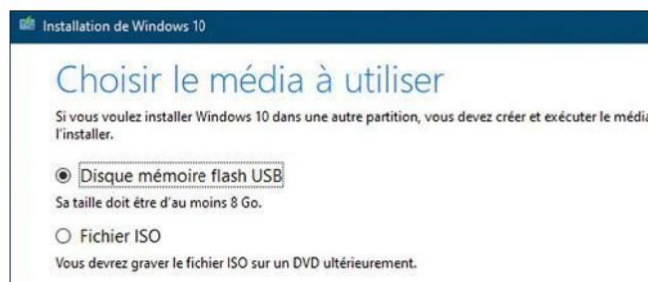 Installation de Windows 10
Choisir le média à utiliser
Si vous voulez installer Windows 10 dans une autre partition, vous devez créer et exécuter le média
l'installer.
Disque mémoire flash USB
Sa taille doit être d'au moins 8 Go.
Fichier ISO
Vous devrez graver le fichier ISO sur un DVD ultérieurement.